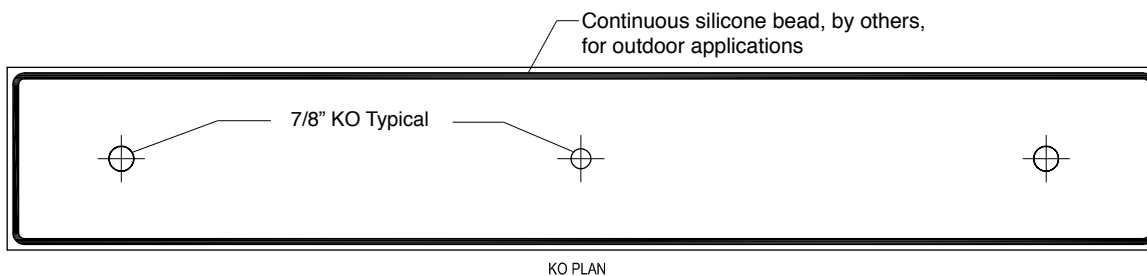 Continuous silicone bead, by others,
for outdoor applications
7/8” KO Typical
KO PLAN